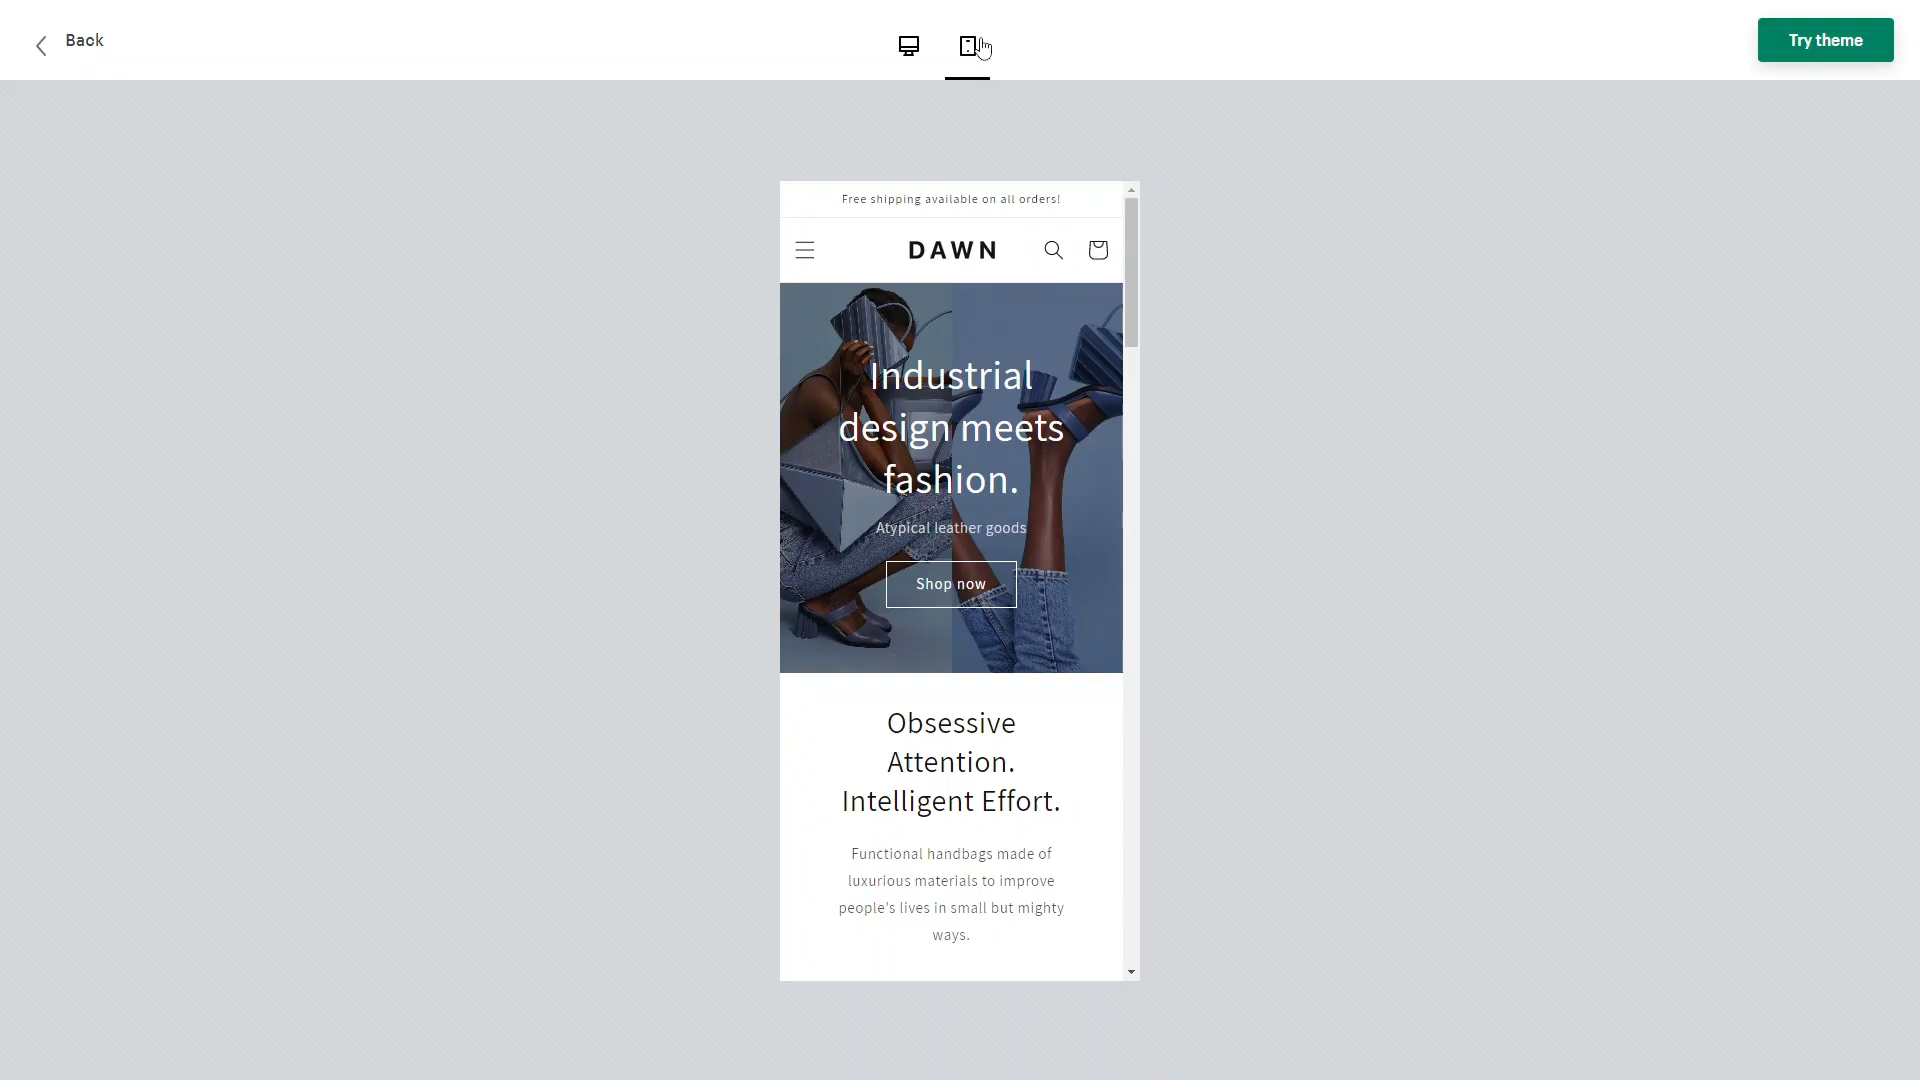 Back
Try theme
Free shipping available on all orders!
DAWN
Industrial
design meets
fashion.
Atypical leather goods
Shop now
Obsessive
Attention.
Intelligent Effort.
Functional handbags made of
luxurious materials to improve
people's lives in small but mighty
ways.